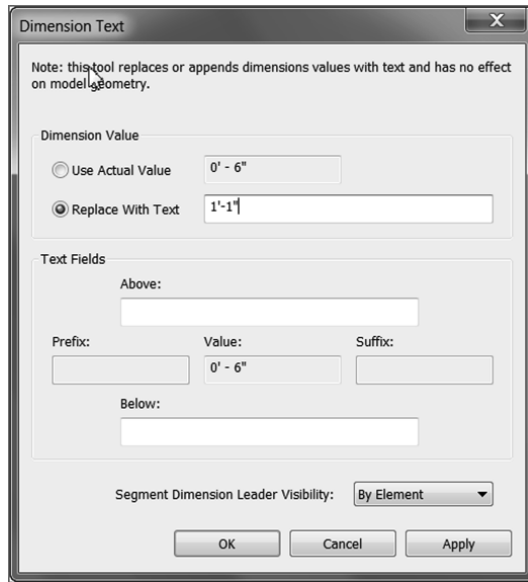 Dimension Text
X
Note: this tool replaces or appends dimensions values with text and has no effect
on model geometry.
Dimension Value
Use Actual Value 0' - 6"
Replace With Text 1'-1"
Text Fields
Above:
Prefix: Value: Suffix:
0' - 6"
Below:
Segment Dimension Leader Visibility: By Element
OK Cancel Apply